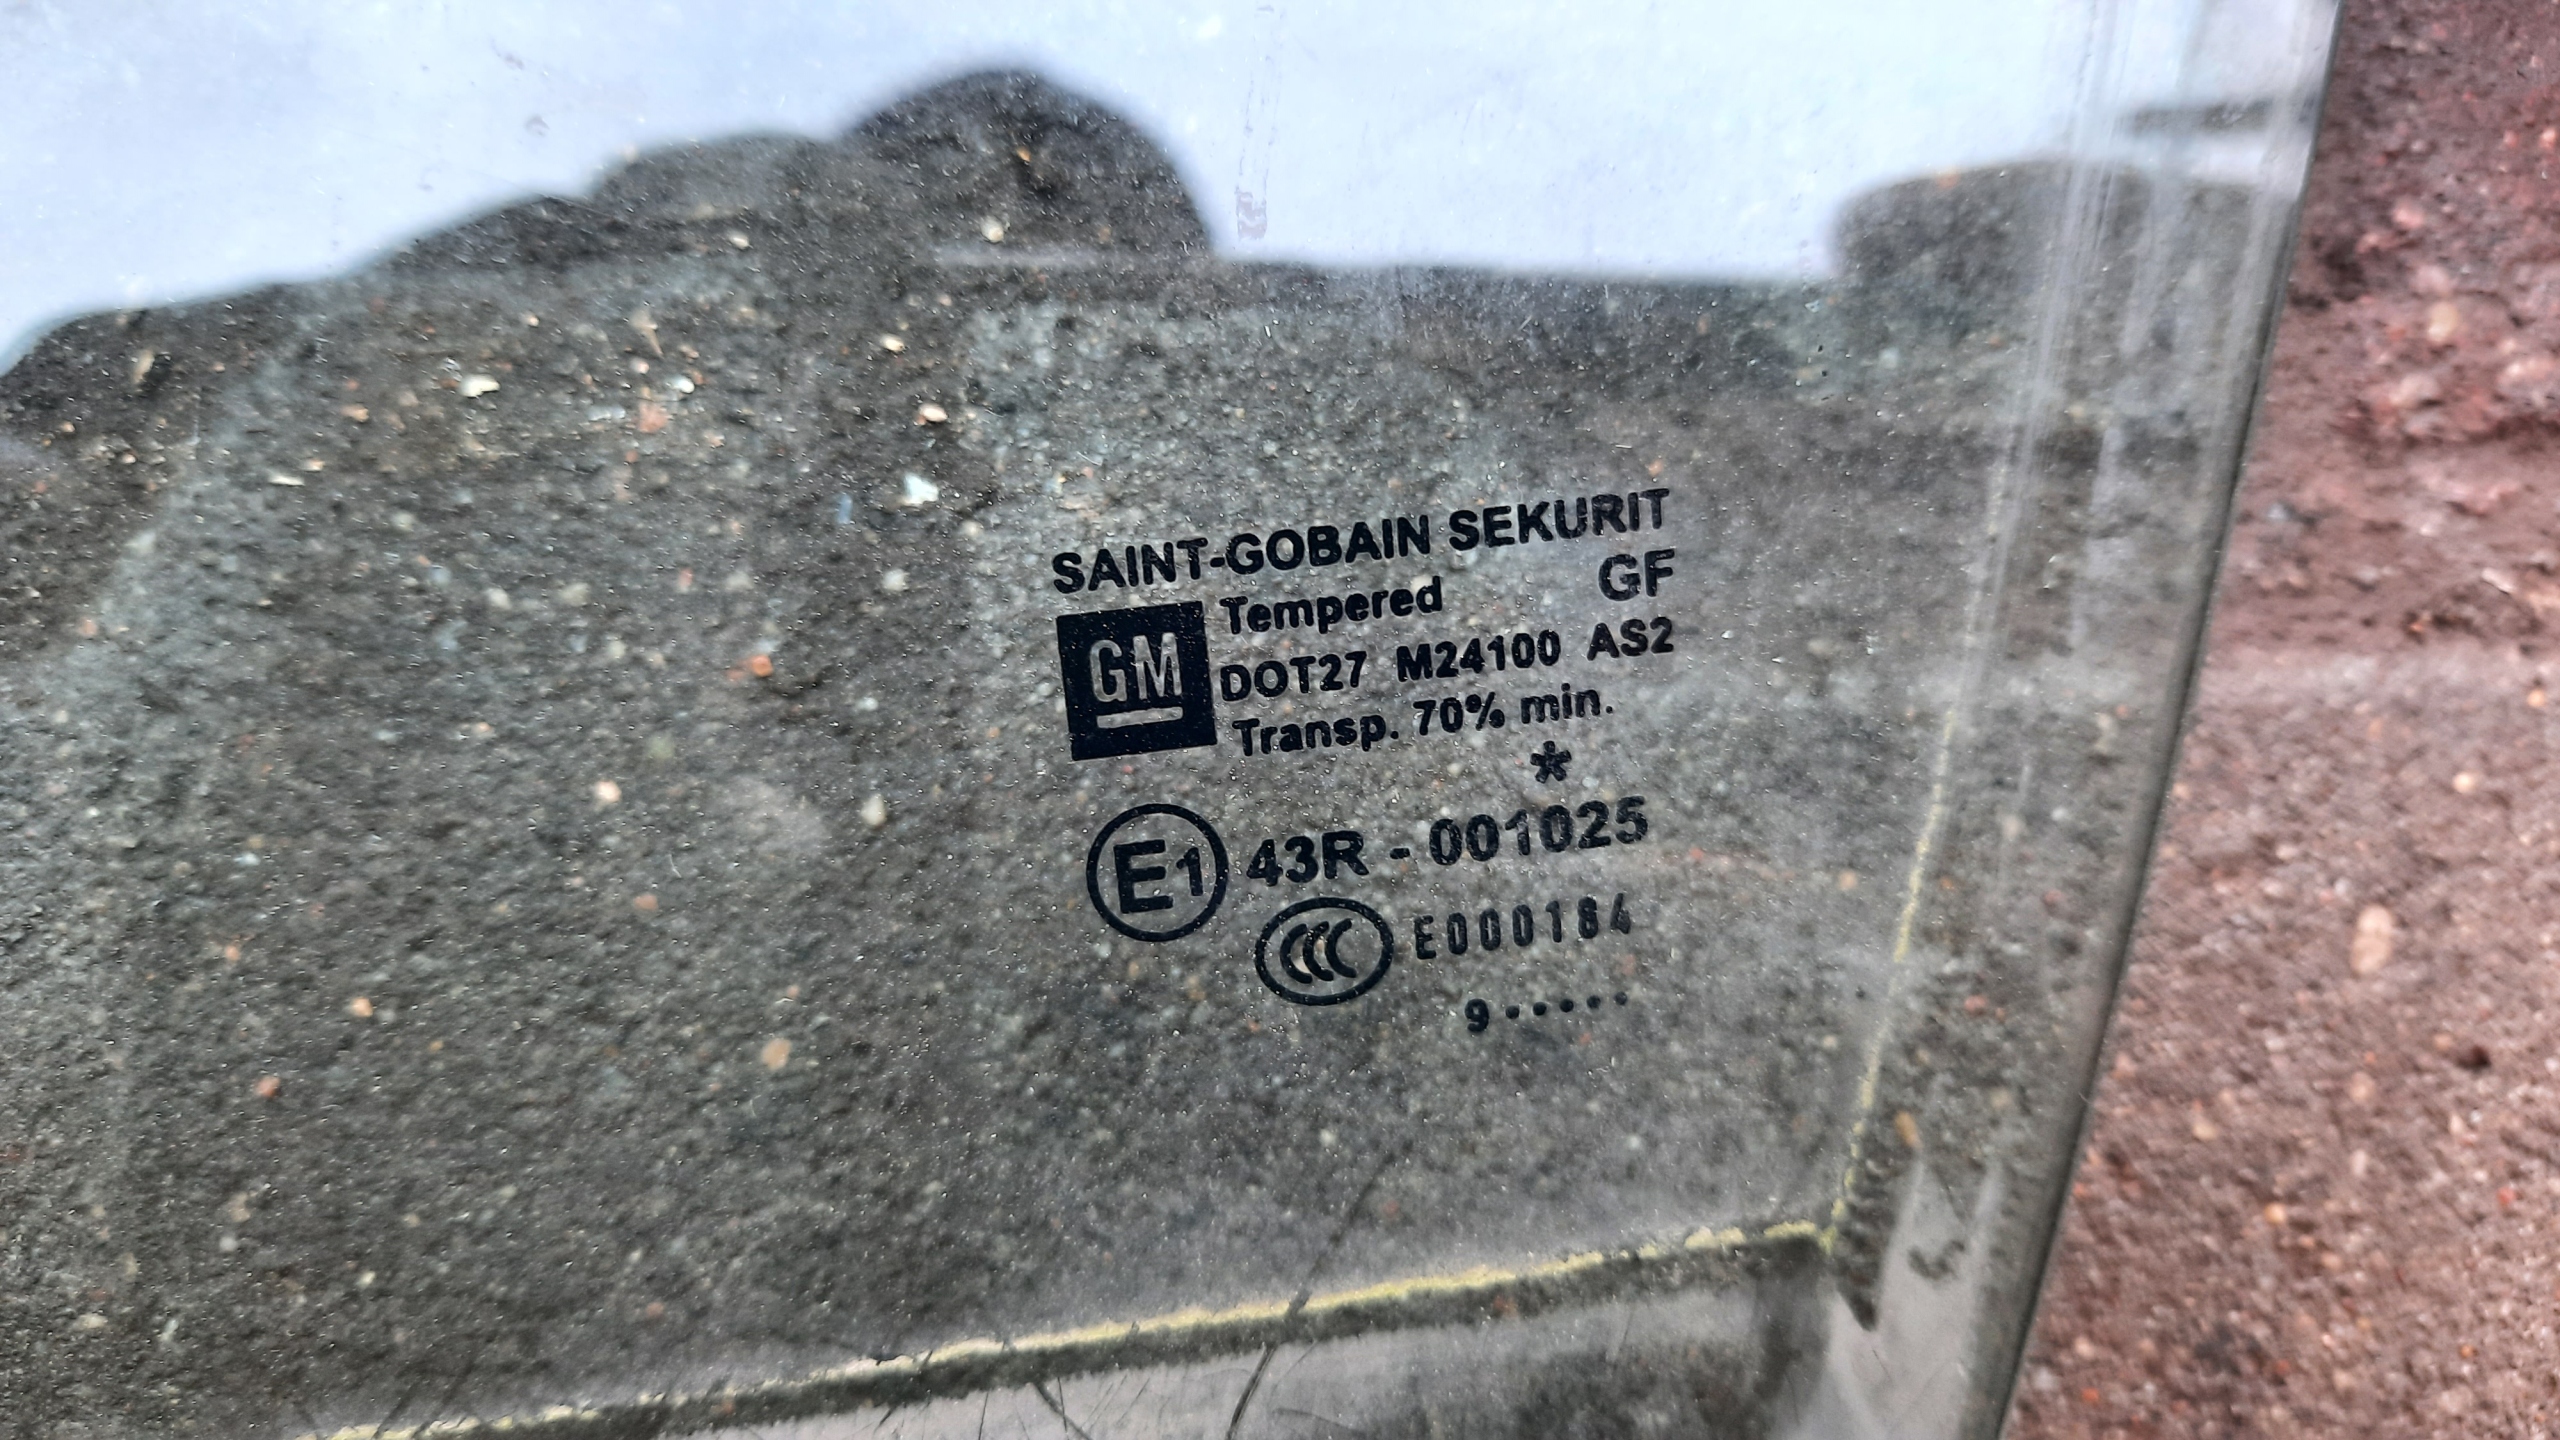 SAINT-GOBAIN SEKURIT
Tempered GF
GM
DOT27 M24100 AS2
Transp. 70% min.
*
E1 43R - 001025
CCC E000184
9.....